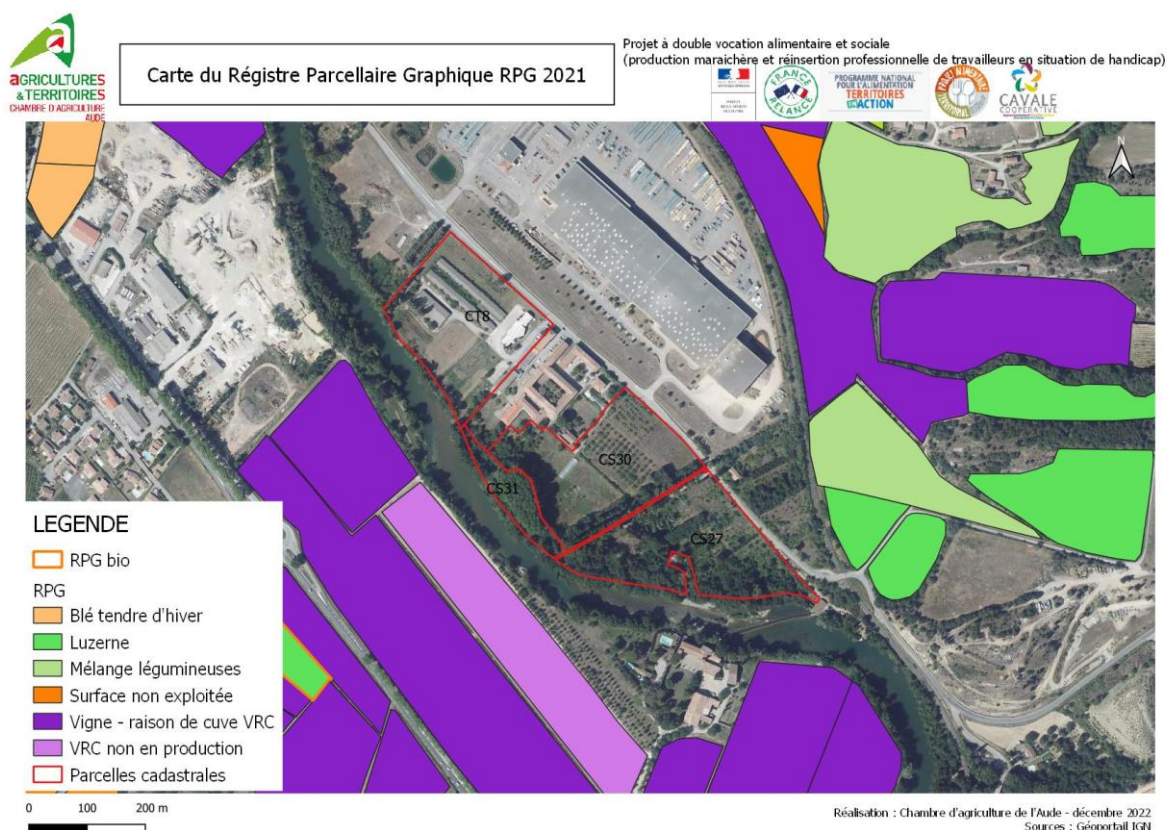 AGRICULTURES
& TERRITOIRES
CHAMBRE D'AGRICULTURE
AUDE
Carte du Régistre Parcellaire Graphique RPG 2021
Projet à double vocation alimentaire et sociale
(production maraichère et réinsertion professionnelle de travailleurs en situation de handicap)
FRANCE
RELANCE
PROGRAMME NATIONAL
POUR L'ALIMENTATION
TERRITOIRES
EN ACTION
PROJET ALIMENTAIRE
CAVALE
COOPÉRATIVE
N
CT8
CS30
CS31
CS27
LEGENDE
RPG bio
RPG
Blé tendre d'hiver
Luzerne
Mélange légumineuses
Surface non exploitée
Vigne - raison de cuve VRC
VRC non en production
Parcelles cadastrales
0 100 200 m
Réalisation : Chambre d'agriculture de l'Aude - décembre 2022
Sources : Géoportail IGN